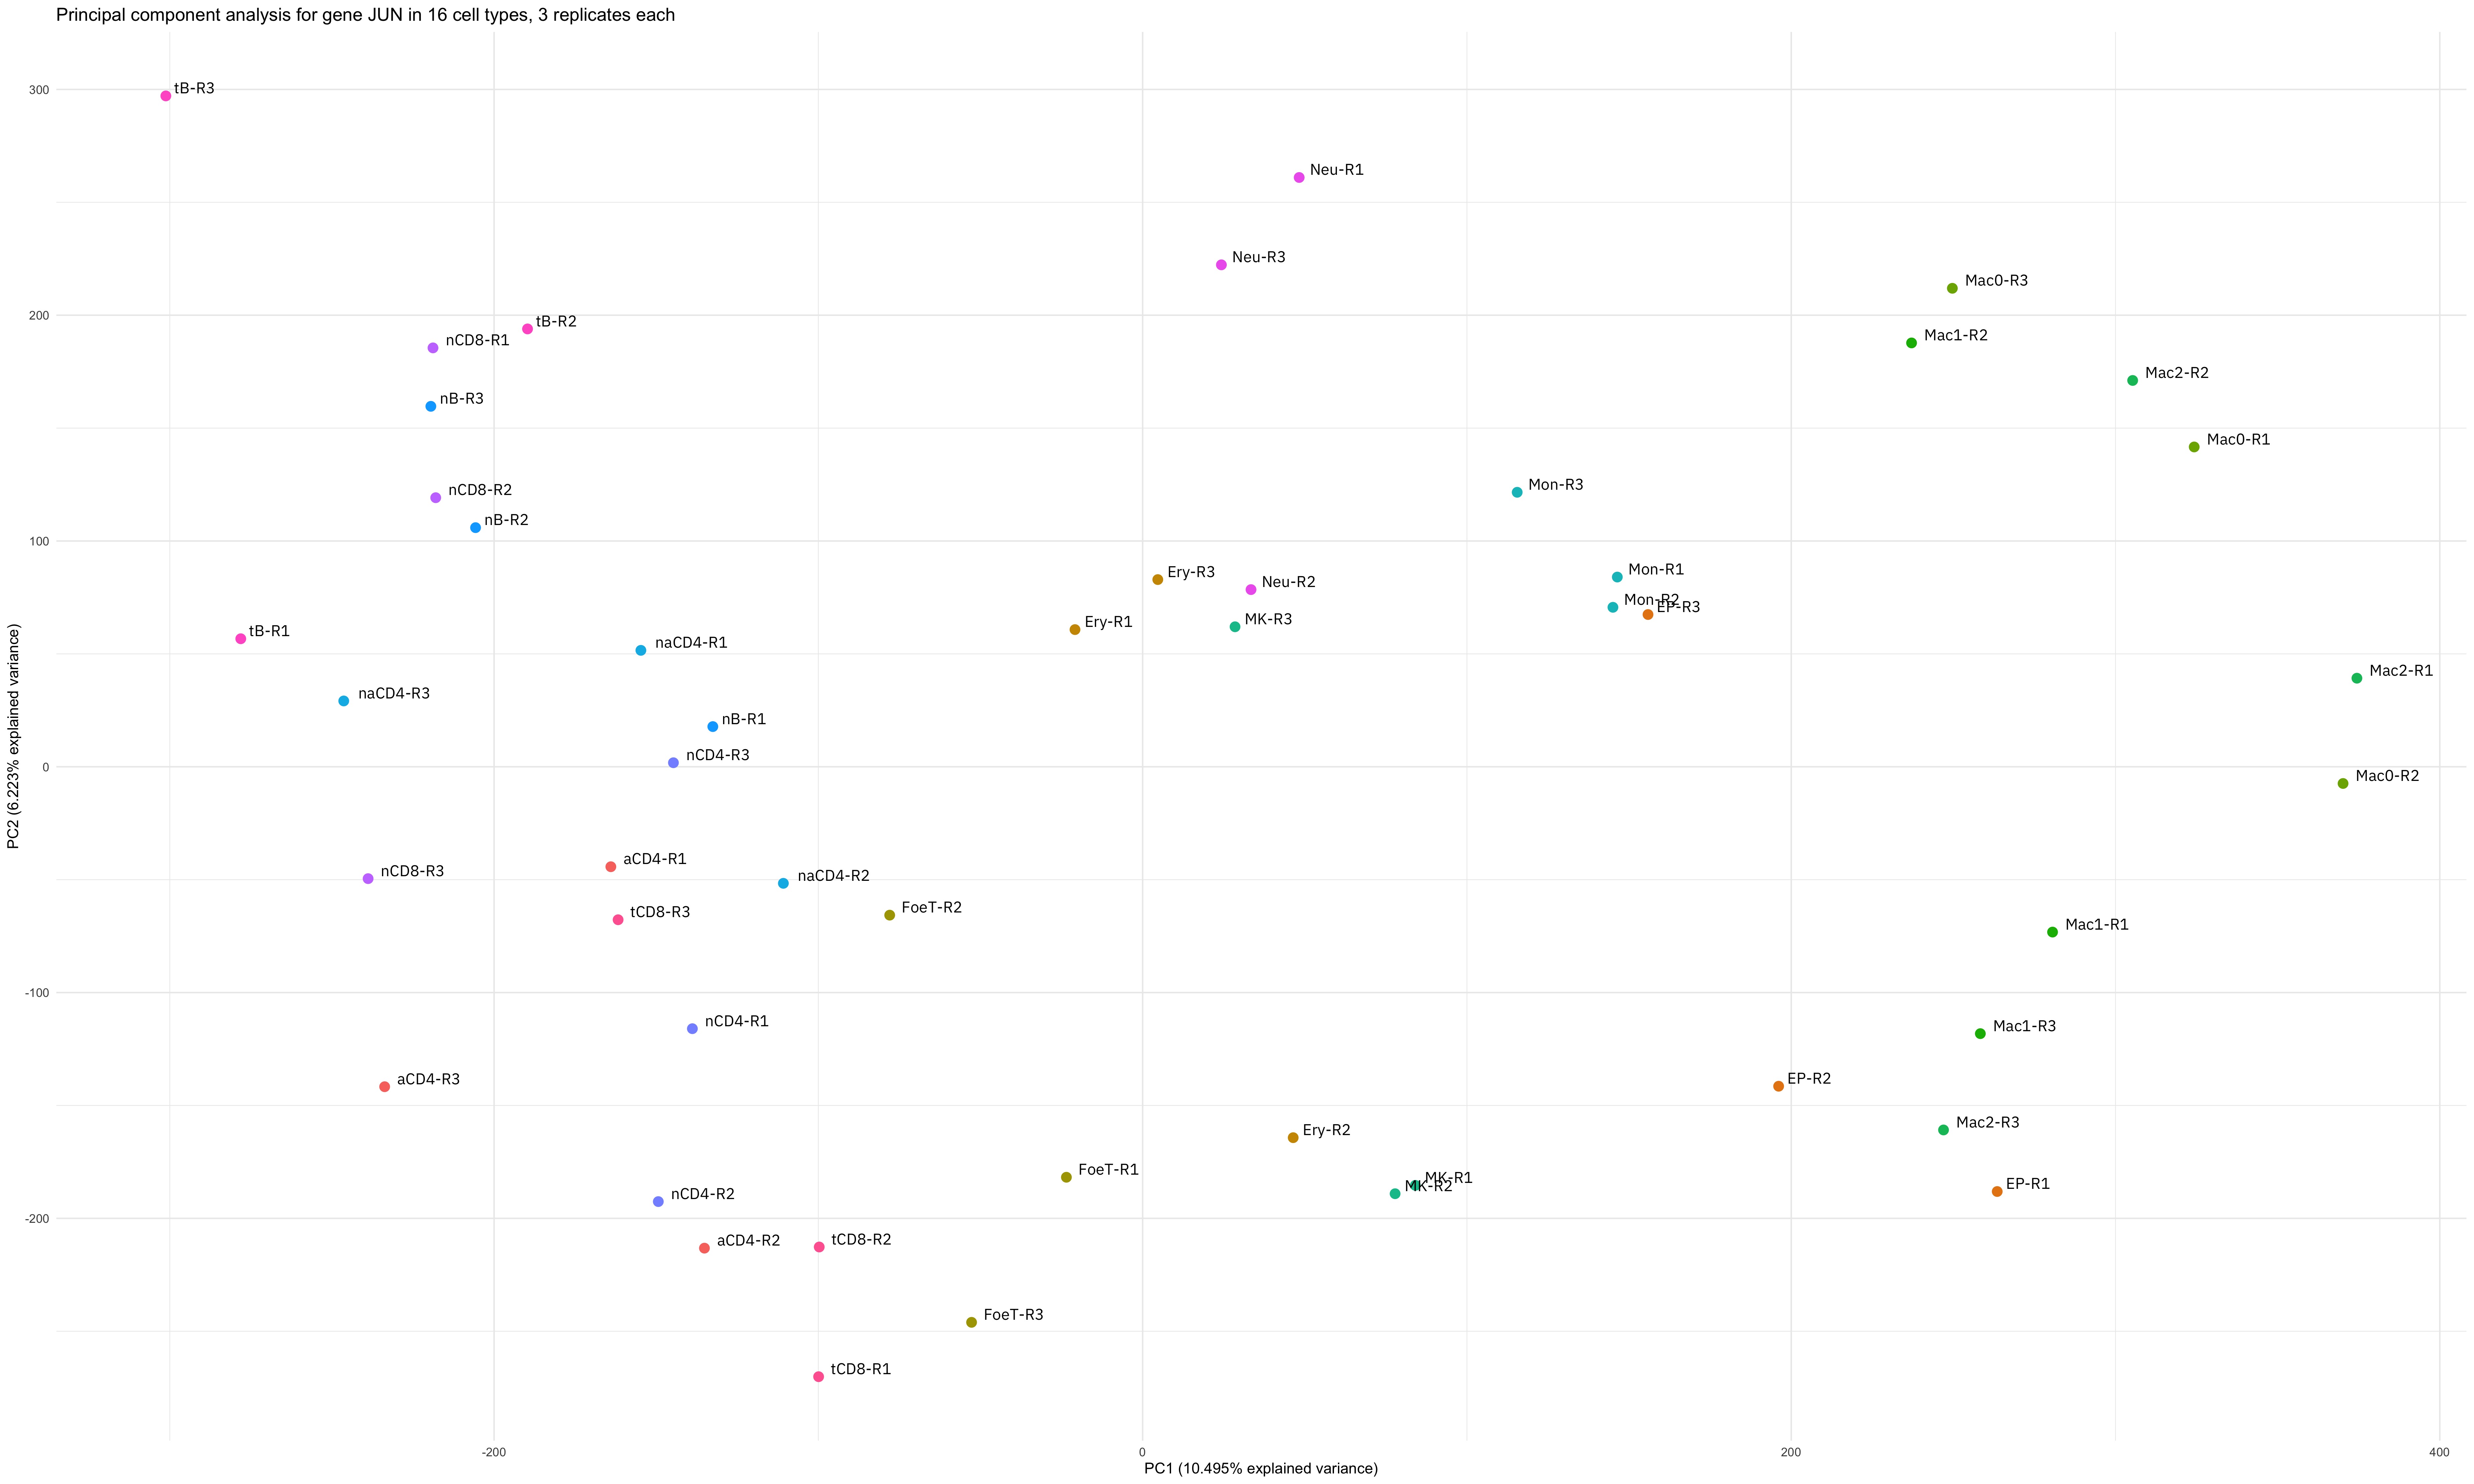 Principal component analysis for gene JUN in 16 cell types, 3 replicates each
300
tB-R3
Neu-R1
Neu-R3
Mac0-R3
200
tB-R2
nCD8-R1
Mac1-R2
Mac2-R2
nB-R3
Mac0-R1
nCD8-R2
Mon-R3
nB-R2
100
Ery-R3
Neu-R2
Mon-R1
Mon-R2
EP-R3
Ery-R1
MK-R3
tB-R1
naCD4-R1
Mac2-R1
naCD4-R3
nB-R1
nCD4-R3
0
Mac0-R2
aCD4-R1
nCD8-R3
naCD4-R2
tCD8-R3
FoeT-R2
Mac1-R1
-100
nCD4-R1
Mac1-R3
aCD4-R3
EP-R2
Mac2-R3
Ery-R2
FoeT-R1
MK-R1
MK-R2
EP-R1
nCD4-R2
-200
aCD4-R2
tCD8-R2
FoeT-R3
tCD8-R1
-200
0
200
400
PC1 (10.495% explained variance)
PC2 (6.223% explained variance)